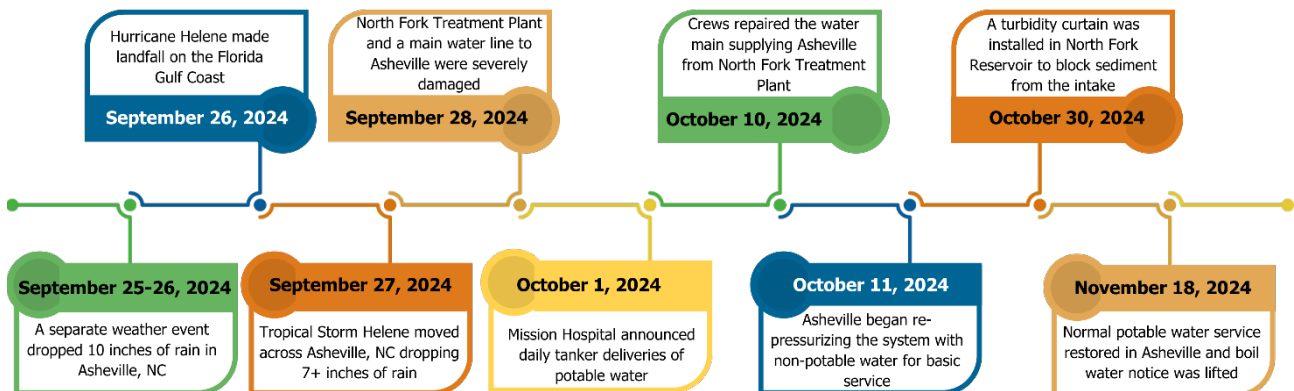 Hurricane Helene made
landfall on the Florida
Gulf Coast
September 26, 2024
North Fork Treatment Plant
and a main water line to
Asheville were severely
damaged
September 28, 2024
Crews repaired the water
main supplying Asheville
from North Fork Treatment
Plant
October 10, 2024
A turbidity curtain was
installed in North Fork
Reservoir to block sediment
from the intake
October 30, 2024
September 25-26, 2024
A separate weather event
dropped 10 inches of rain in
Asheville, NC
September 27, 2024
Tropical Storm Helene moved
across Asheville, NC dropping
7+ inches of rain
October 1, 2024
Mission Hospital announced
daily tanker deliveries of
potable water
October 11, 2024
Asheville began re-
pressurizing the system with
non-potable water for basic
service
November 18, 2024
Normal potable water service
restored in Asheville and boil
water notice was lifted